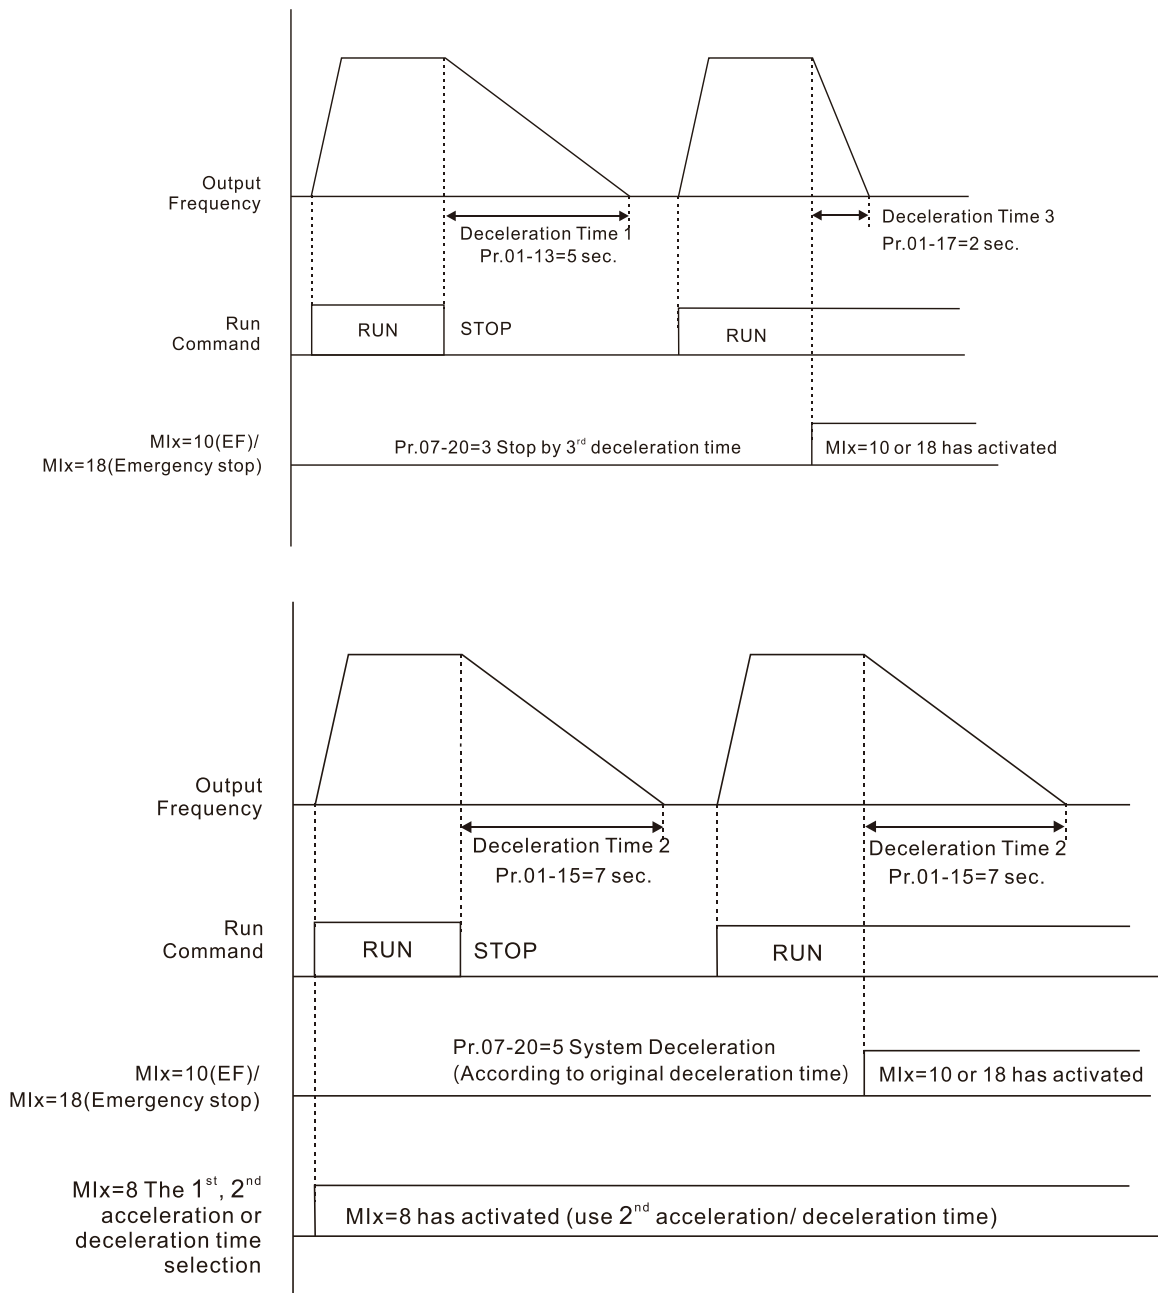 Output
Frequency
Deceleration Time 1
Pr.01-13=5 sec.
Deceleration Time 3
Pr.01-17=2 sec.
Run
Command
RUN
STOP
RUN
MIx=10(EF)/
MIx=18(Emergency stop)
Pr.07-20=3 Stop by 3rd deceleration time
MIx=10 or 18 has activated
Output
Frequency
Deceleration Time 2
Pr.01-15=7 sec.
Deceleration Time 2
Pr.01-15=7 sec.
Run
Command
RUN
STOP
RUN
Pr.07-20=5 System Deceleration
(According to original deceleration time)
MIx=10(EF)/
MIx=18(Emergency stop)
MIx=10 or 18 has activated
MIx=8 The 1st, 2nd
acceleration or
deceleration time
selection
MIx=8 has activated (use 2nd acceleration/ deceleration time)